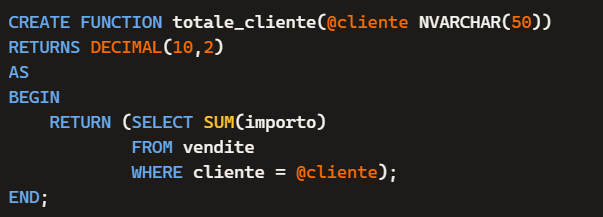 CREATE FUNCTION totale_cliente(@cliente NVARCHAR(50))
RETURNS DECIMAL(10,2)
AS
BEGIN
    RETURN (SELECT SUM(importo)
            FROM vendite
            WHERE cliente = @cliente);
END;